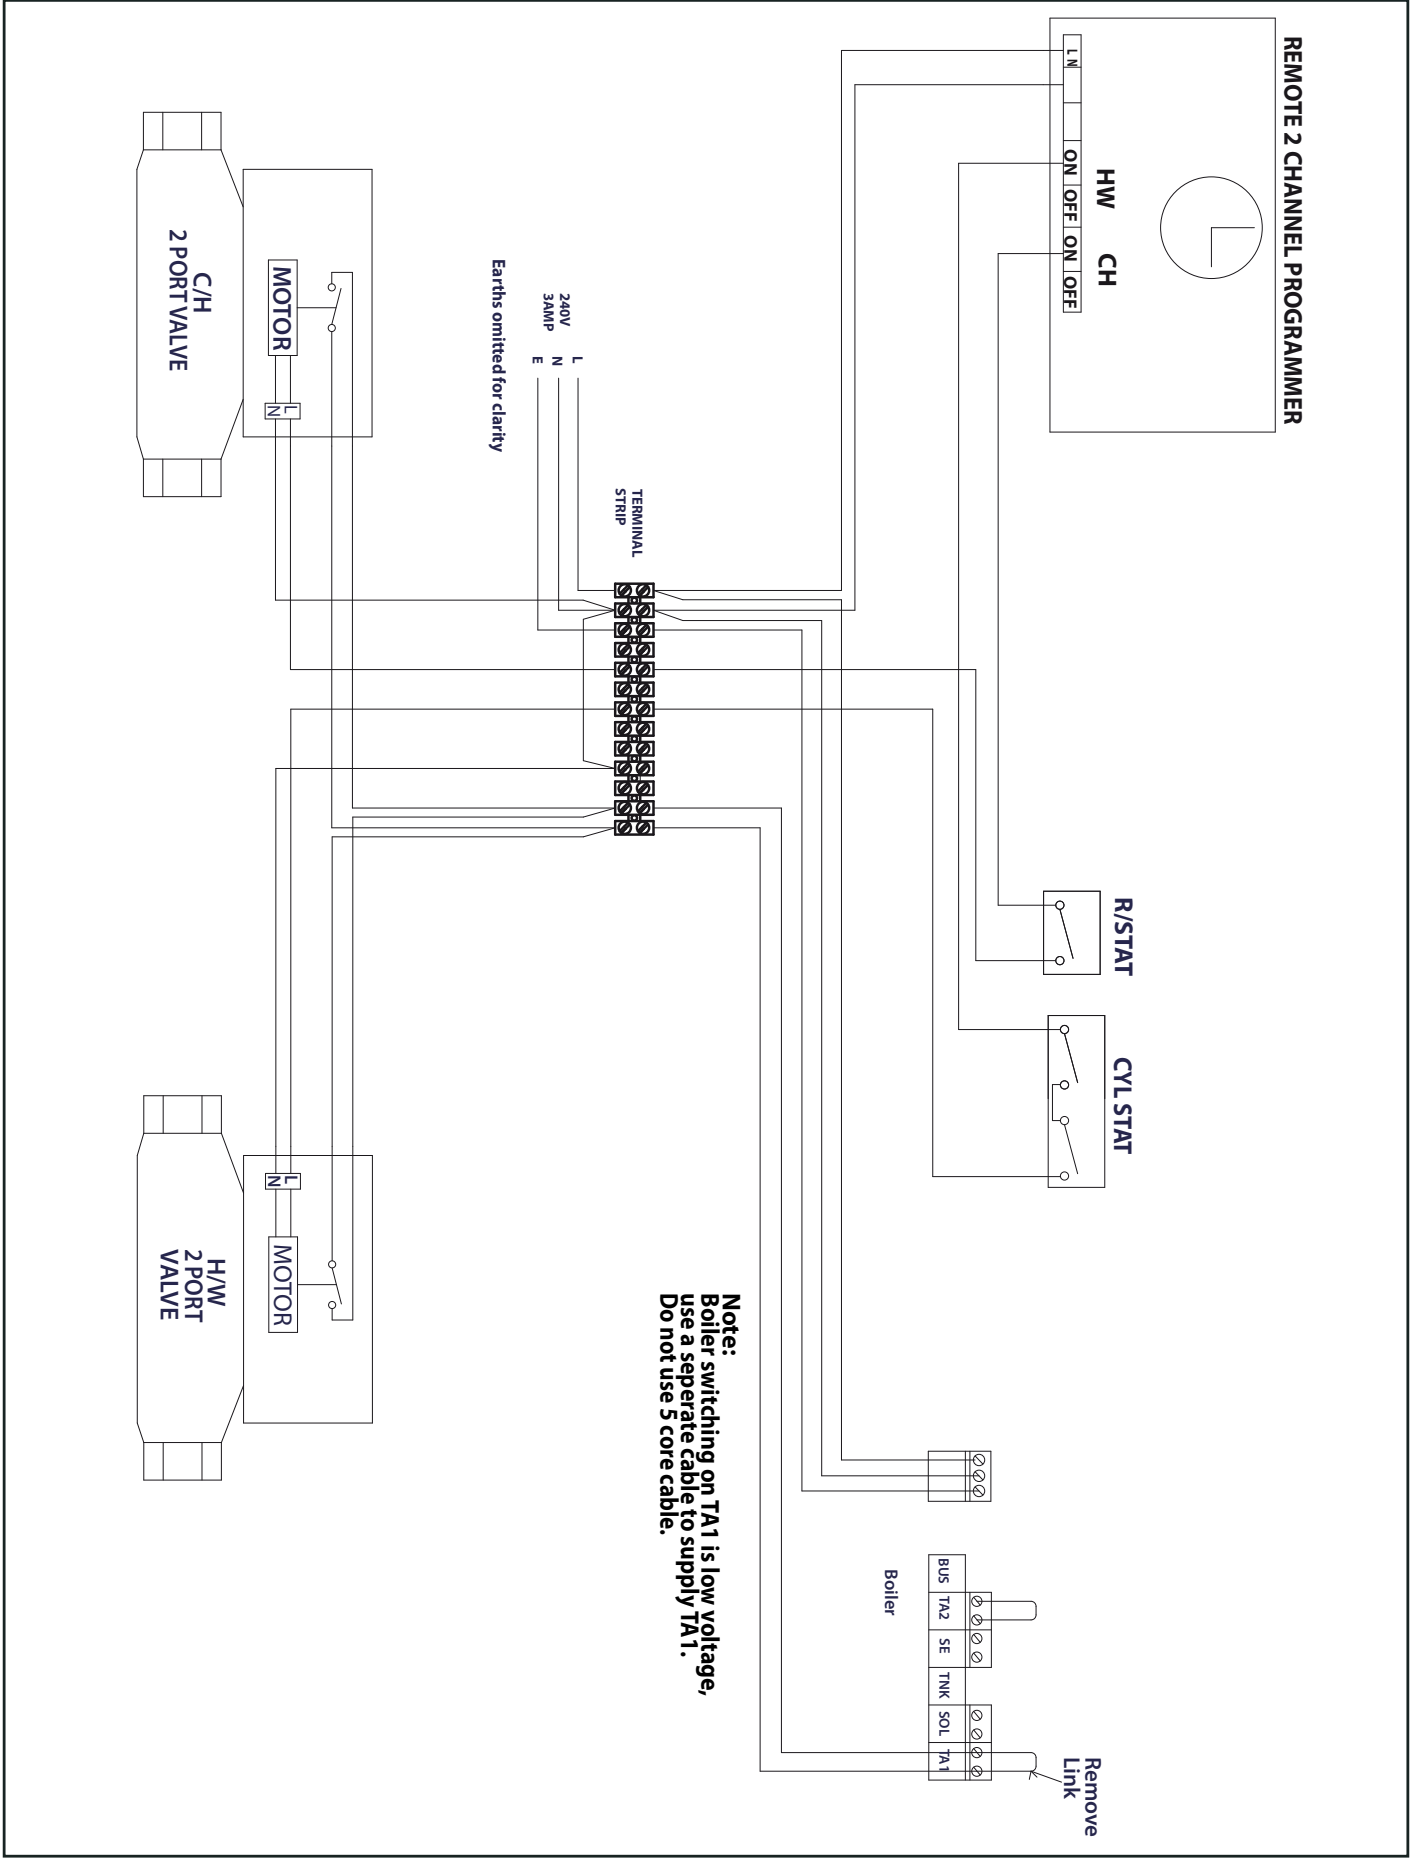 REMOTE 2 CHANNEL PROGRAMMER
HW CH
L N ON OFF ON OFF
R/STAT
CYL STAT
Remove
Link
BUS TA2 SE TNK SOL TA1
Boiler
Note:
Boiler switching on TA1 is low voltage,
use a seperate cable to supply TA1.
Do not use 5 core cable.
TERMINAL
STRIP
240V
3AMP
L
N
E
Earths omitted for clarity
MOTOR
L
N
C/H
2 PORT VALVE
L
N
MOTOR
H/W
2 PORT
VALVE